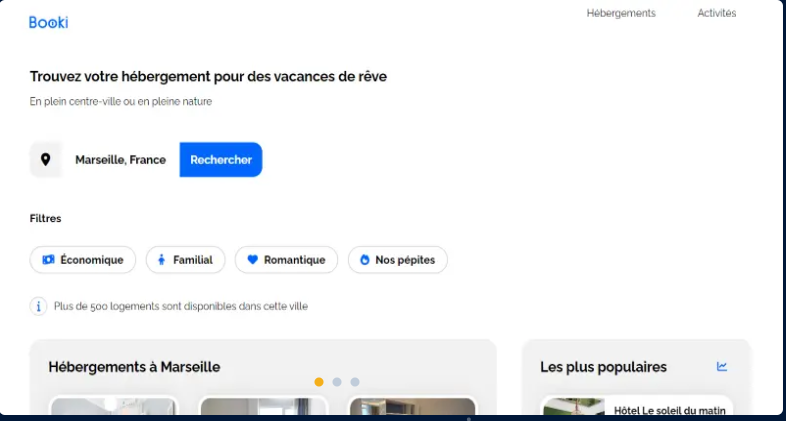 Hébergements Activités
Booki
Trouvez votre hébergement pour des vacances de rêve
En plein centre-ville ou en pleine nature
Marseille, France Rechercher
Filtres
Économique Familial Romantique Nos pépites
Plus de 500 logements sont disponibles dans cette ville
Hébergements à Marseille
Les plus populaires
Hôtel Le soleil du matin